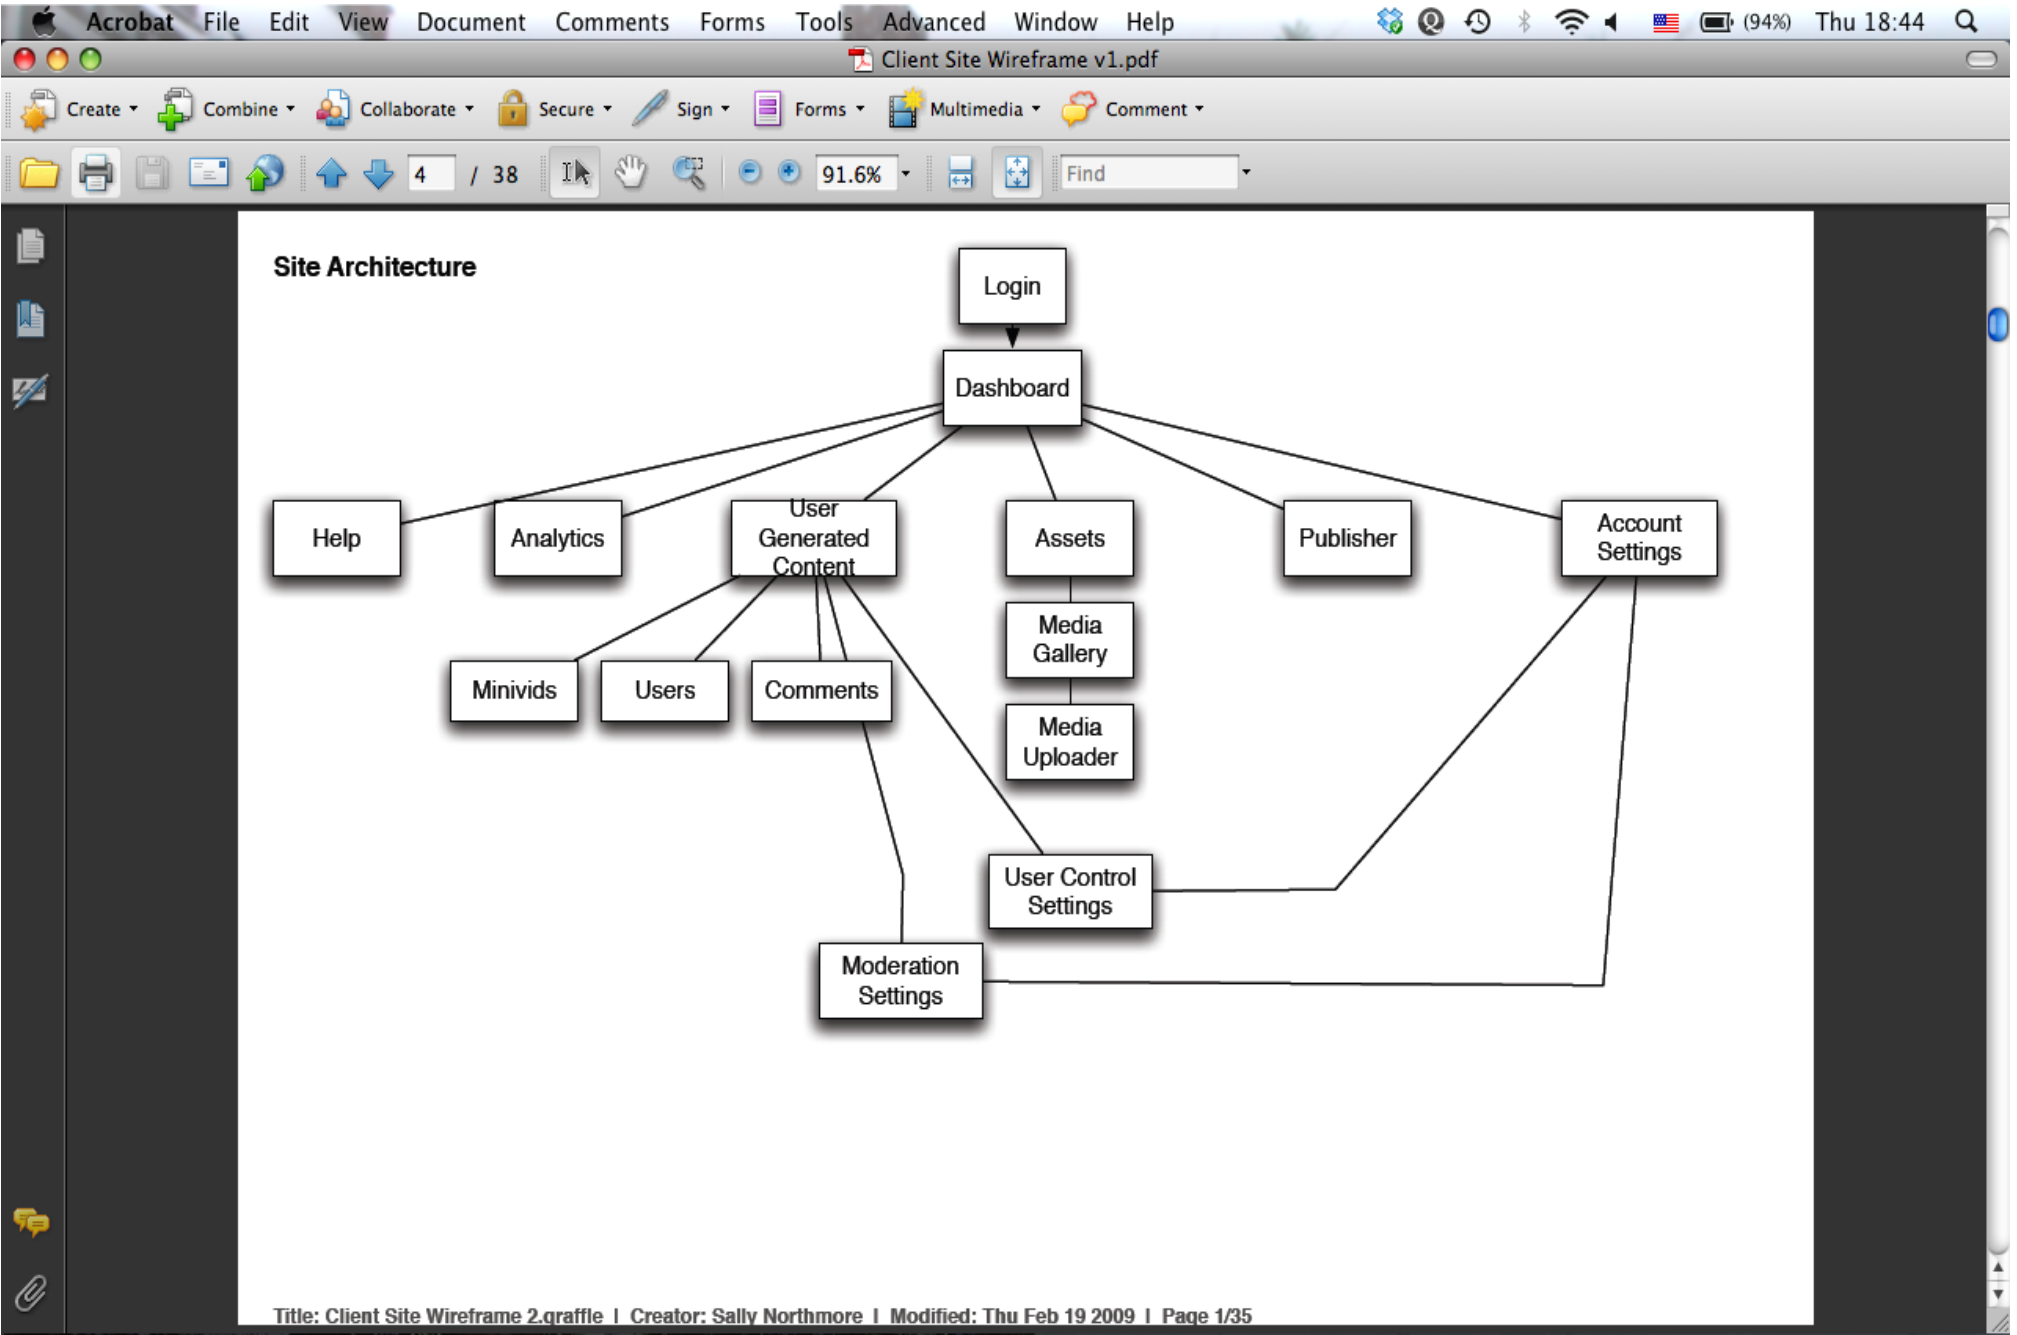 Acrobat File Edit View Document Comments Forms Tools Advanced Window Help (94%) Thu 18:44
Client Site Wireframe v1.pdf
Create Combine Collaborate Secure Sign Forms Multimedia Comment
4 / 38 91.6% Find
Site Architecture
Login
Dashboard
Help
Analytics
User
Generated
Content
Assets
Publisher
Account
Settings
Minivids
Users
Comments
Media
Gallery
Media
Uploader
User Control
Settings
Moderation
Settings
Title: Client Site Wireframe 2.graffle | Creator: Sally Northmore | Modified: Thu Feb 19 2009 | Page 1/35